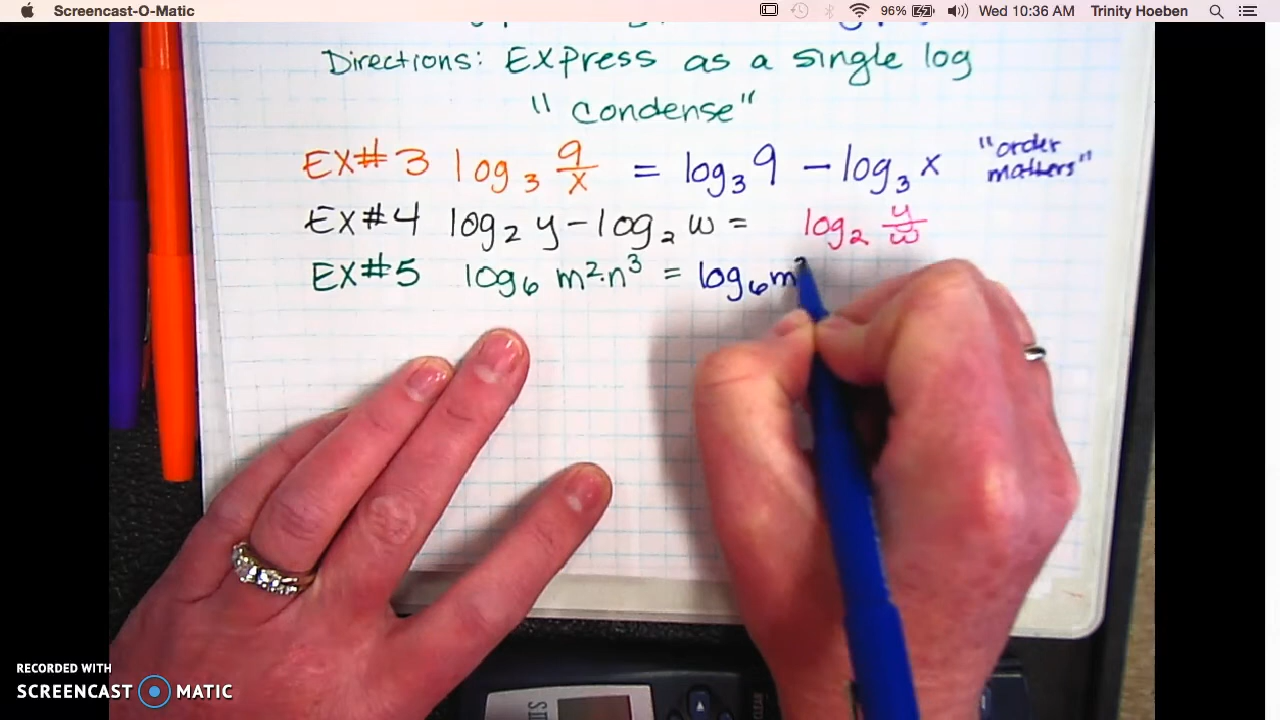 Screencast-O-Matic
96%
Wed 10:36 AM Trinity Hoeben
Directions: Express as a single log
"condense"
EX#3 log₃ 9/x = log₃ 9 − log₃ x "order matters"
EX#4 log₂ y − log₂ w = log₂ y/w
EX#5 log₆ m²·n³ = log₆ m
RECORDED WITH
SCREENCAST MATIC